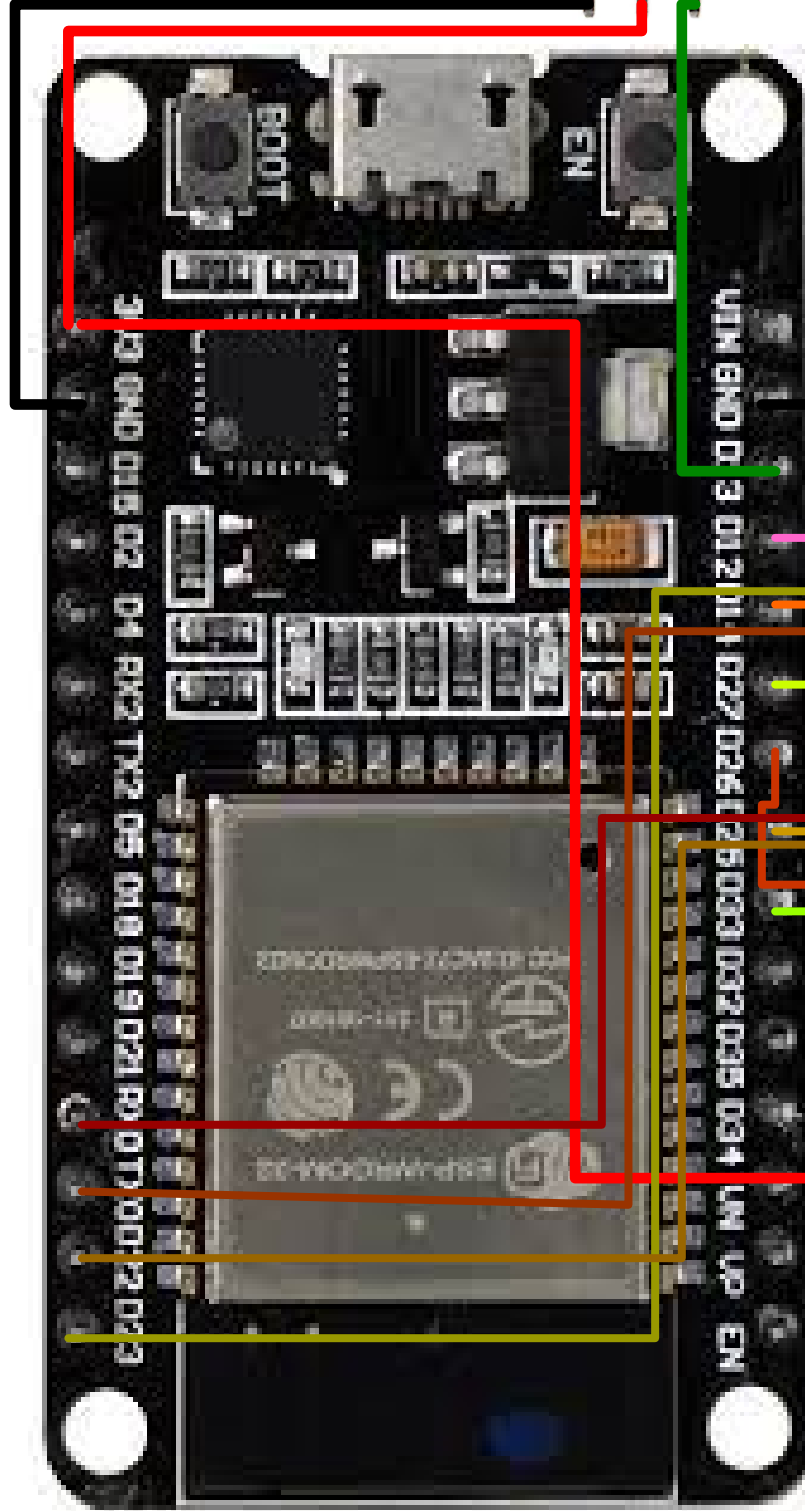 BOOT
EN
3V3 GND D15 D2 D4 RX2 TX2 D5 D18 D19 D21 RX0 TX0 D22 D23
VIN GND D13 D12 D14 D27 D26 D25 D33 D32 D35 D34 VN VP EN
CE
ESP-WROOM-32